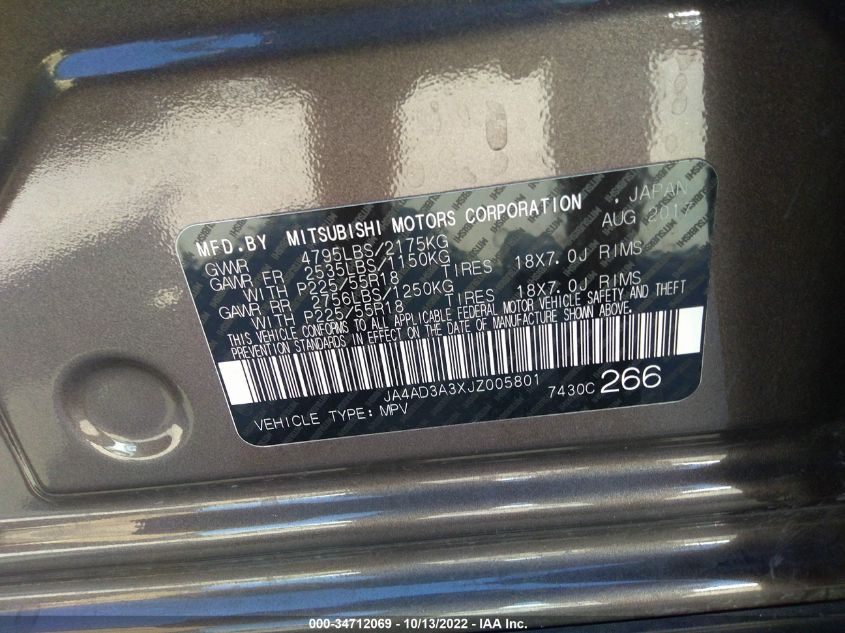 MFD.BY MITSUBISHI MOTORS CORPORATION , JAPAN
GVWR 4795LBS/2175KG AUG 2017
GAWR FR 2535LBS/1150KG
WITH P225/55R18 TIRES 18X7.0J RIMS
GAWR RR 2756LBS/1250KG
WITH P225/55R18 TIRES 18X7.0J RIMS
THIS VEHICLE CONFORMS TO ALL APPLICABLE FEDERAL MOTOR VEHICLE SAFETY AND THEFT
PREVENTION STANDARDS IN EFFECT ON THE DATE OF MANUFACTURE SHOWN ABOVE.
JA4AD3A3XJZ005801 7430C 266
VEHICLE TYPE: MPV
000-34712069 - 10/13/2022 - IAA Inc.